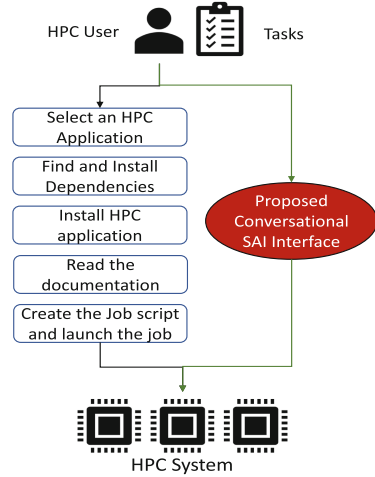 HPC User
Tasks
Select an HPC
Application
Find and Install
Dependencies
Install HPC
application
Read the
documentation
Create the Job script
and launch the job
Proposed
Conversational
SAI Interface
HPC System